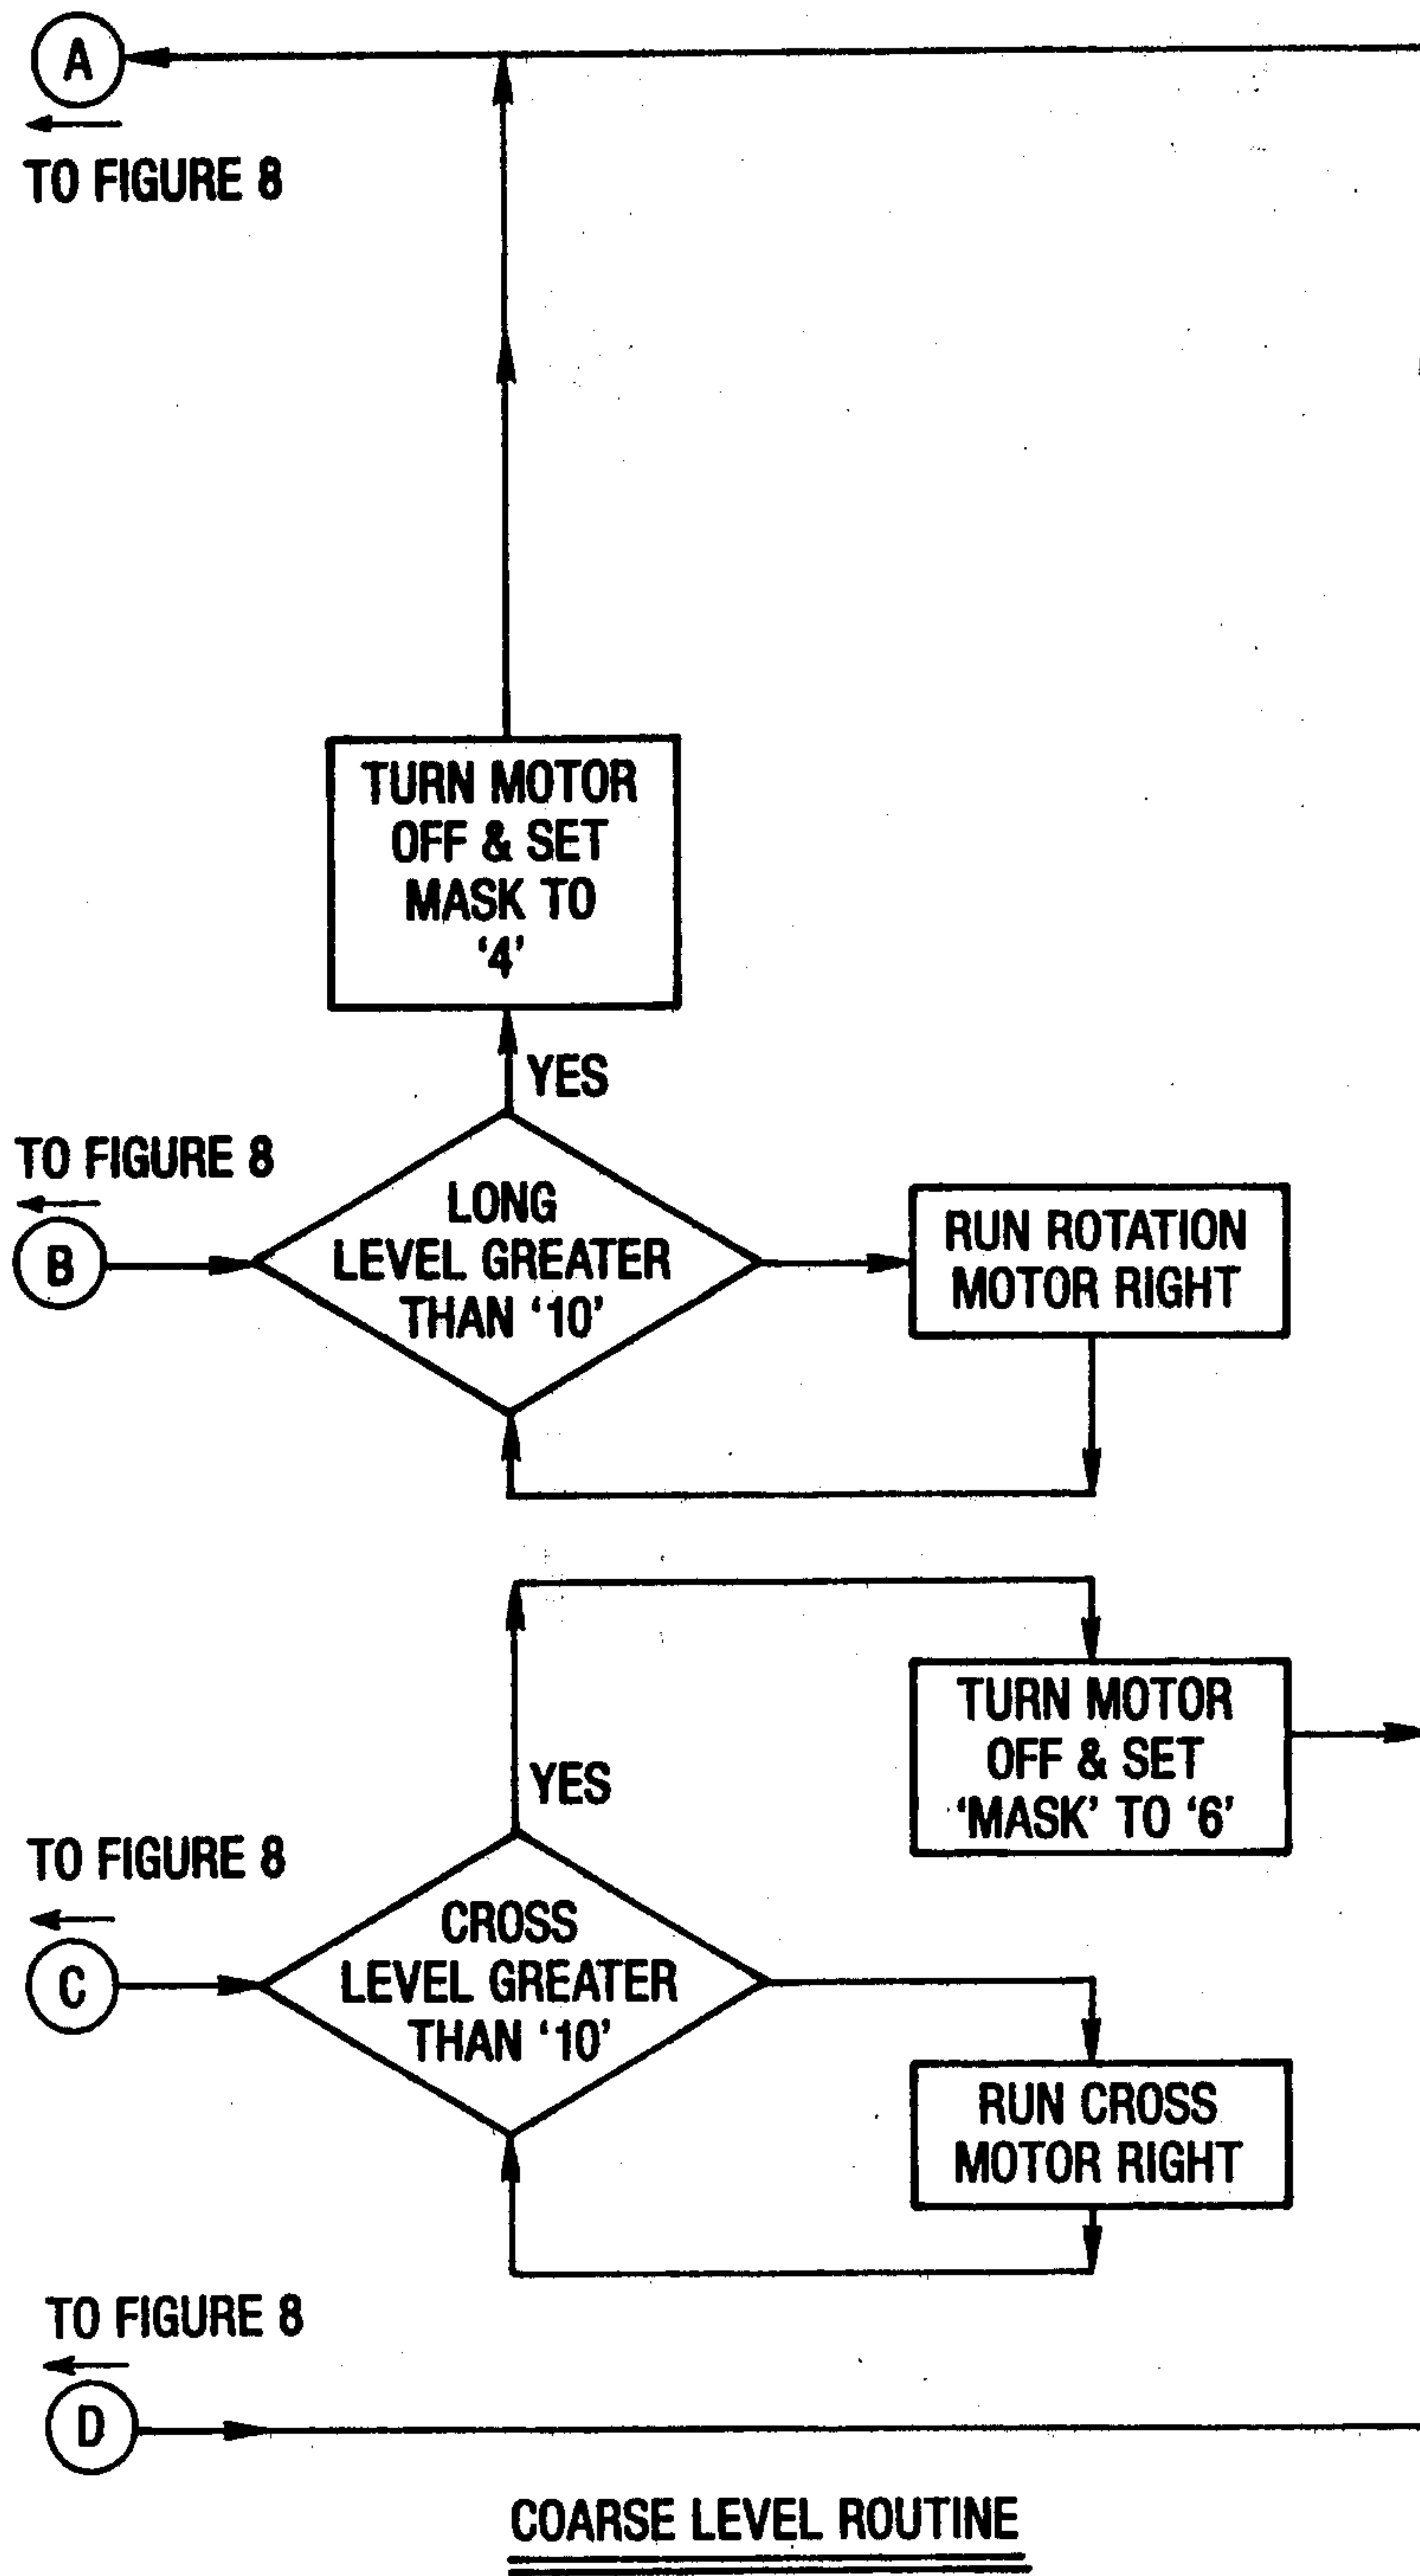 A
TO FIGURE 8
TURN MOTOR
OFF & SET
MASK TO
‘4’
YES
TO FIGURE 8
B
LONG
LEVEL GREATER
THAN ‘10’
RUN ROTATION
MOTOR RIGHT
TURN MOTOR
OFF & SET
‘MASK’ TO ‘6’
YES
TO FIGURE 8
C
CROSS
LEVEL GREATER
THAN ‘10’
RUN CROSS
MOTOR RIGHT
TO FIGURE 8
D
COARSE LEVEL ROUTINE